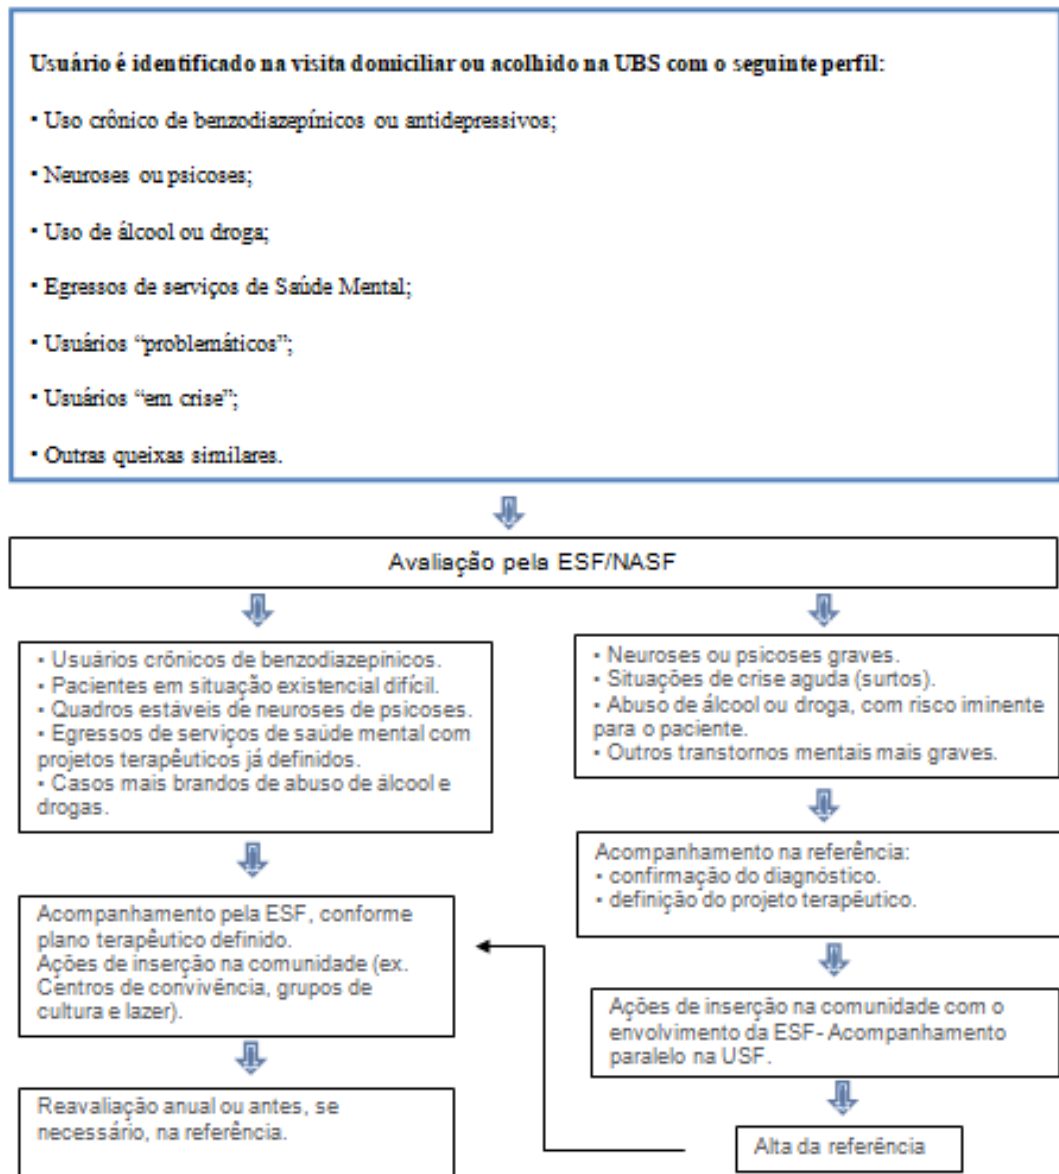 Usuário é identificado na visita domiciliar ou acolhido na UBS com o seguinte perfil:
• Uso crônico de benzodiazepínicos ou antidepressivos;
• Neuroses ou psicoses;
• Uso de álcool ou droga;
• Egressos de serviços de Saúde Mental;
• Usuários “problemáticos”;
• Usuários “em crise”;
• Outras queixas similares.
Avaliação pela ESF/NASF
• Usuários crônicos de benzodiazepínicos.
• Pacientes em situação existencial difícil.
• Quadros estáveis de neuroses de psicoses.
• Egressos de serviços de saúde mental com
projetos terapêuticos já definidos.
• Casos mais brandos de abuso de álcool e
drogas.
• Neuroses ou psicoses graves.
• Situações de crise aguda (surtos).
• Abuso de álcool ou droga, com risco iminente
para o paciente.
• Outros transtornos mentais mais graves.
Acompanhamento pela ESF, conforme
plano terapêutico definido.
Ações de inserção na comunidade (ex.
Centros de convivência, grupos de
cultura e lazer).
Acompanhamento na referência:
• confirmação do diagnóstico.
• definição do projeto terapêutico.
Ações de inserção na comunidade com o
envolvimento da ESF- Acompanhamento
paralelo na USF.
Reavaliação anual ou antes, se
necessário, na referência.
Alta da referência